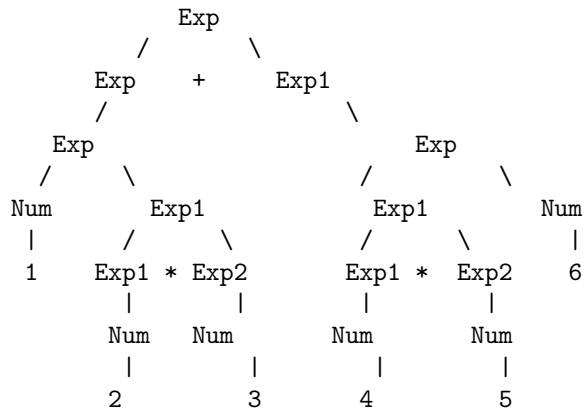 Exp
/ \
Exp + Exp1
/ \
Exp Exp
/ \ / \
Num Exp1 Exp1 Num
| / \ / \ |
1 Exp1 * Exp2 Exp1 * Exp2 6
| | | |
Num Num Num Num
| | | |
2 3 4 5